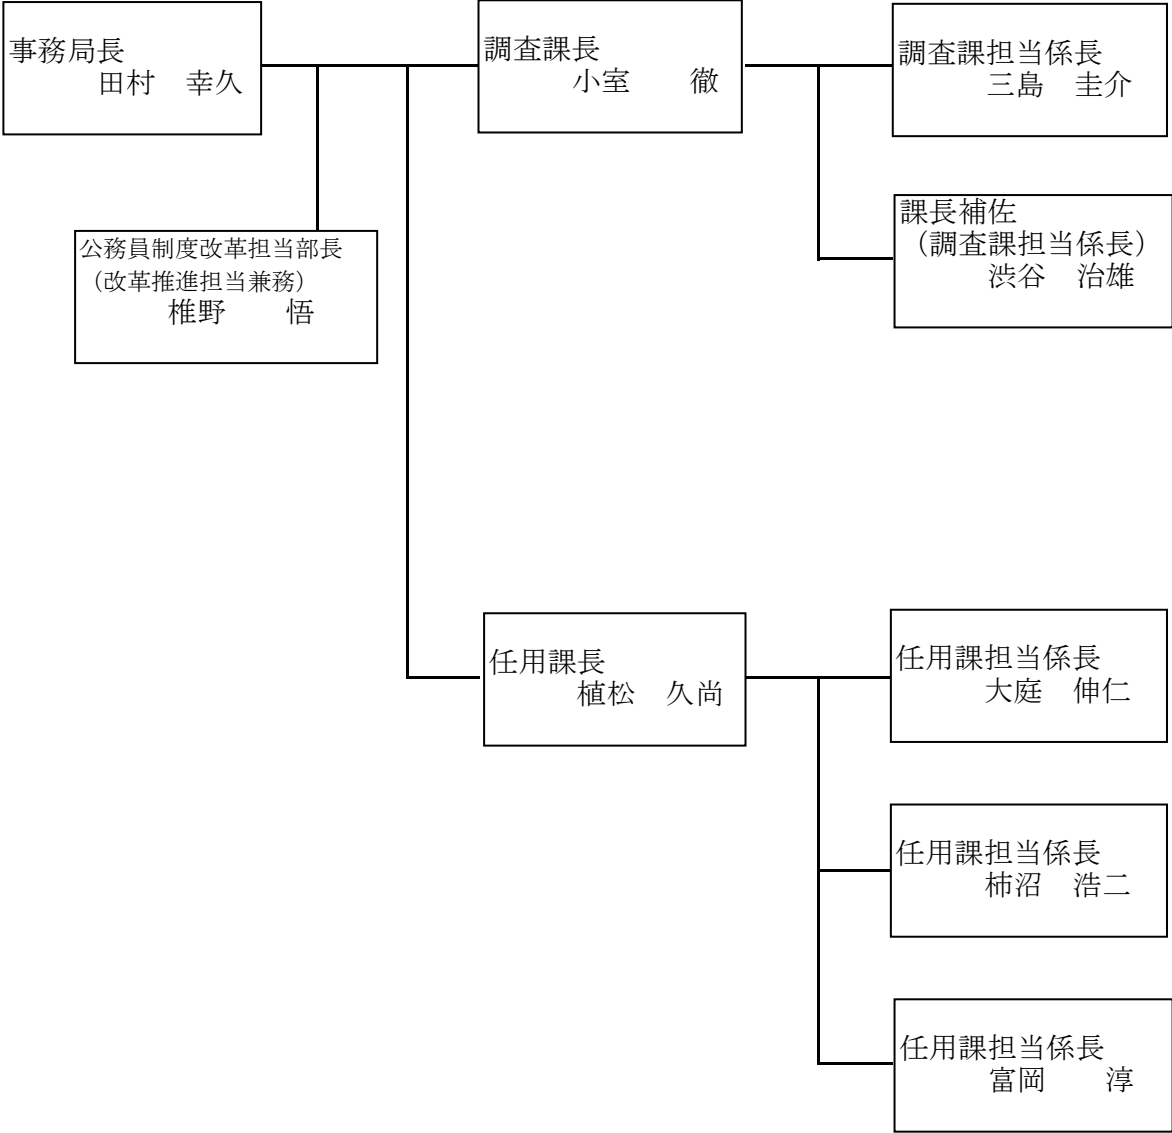 事務局長
田村　幸久
公務員制度改革担当部長
（改革推進担当兼務）
椎野　　悟
調査課長
小室　　徹
調査課担当係長
三島　圭介
課長補佐
（調査課担当係長）
渋谷　治雄
任用課長
植松　久尚
任用課担当係長
大庭　伸仁
任用課担当係長
柿沼　浩二
任用課担当係長
富岡　　淳